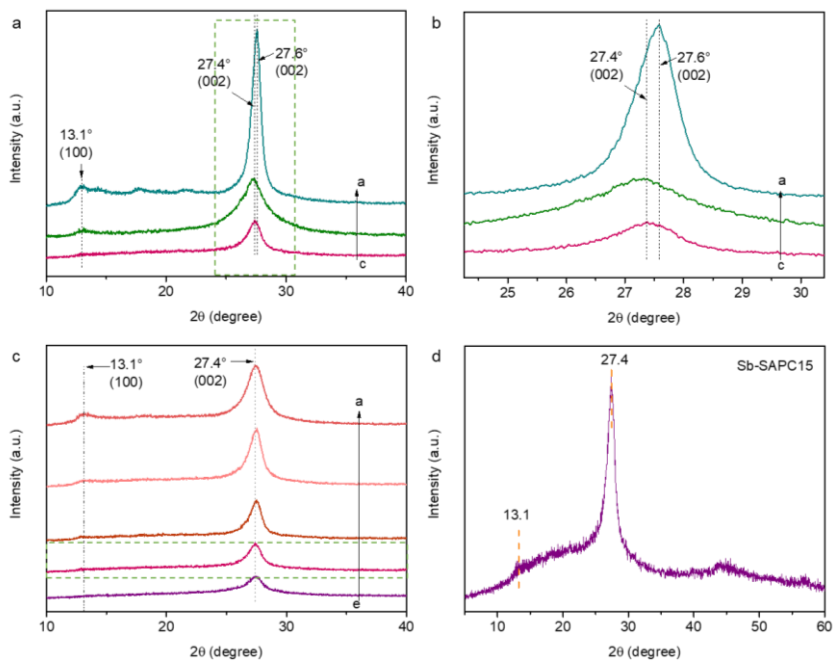 a
27.4°
(002)
27.6°
(002)
13.1°
(100)
a
c
Intensity (a.u.)
10
20
30
40
2θ (degree)
b
27.4°
(002)
27.6°
(002)
a
c
Intensity (a.u.)
25
26
27
28
29
30
2θ (degree)
c
13.1°
(100)
27.4°
(002)
a
e
Intensity (a.u.)
10
20
30
40
2θ (degree)
d
27.4
Sb-SAPC15
13.1
Intensity (a.u.)
10
20
30
40
50
60
2θ (degree)